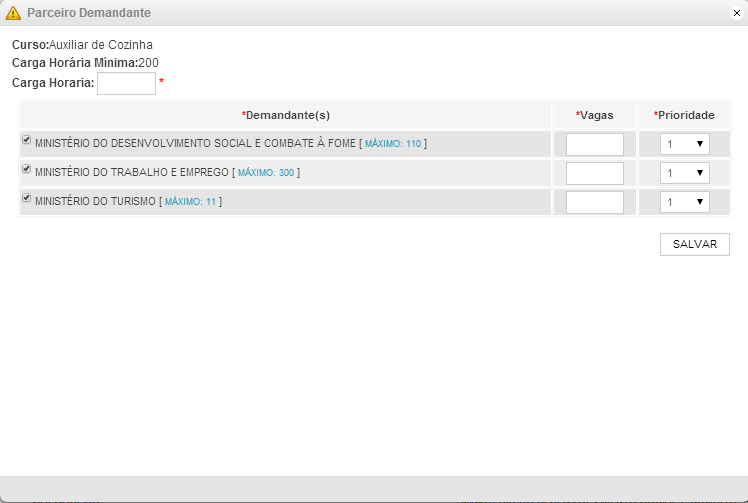 Parceiro Demandante
Curso:Auxiliar de Cozinha
Carga Horária Mínima:200
Carga Horaria: *
*Demandante(s) *Vagas *Prioridade
MINISTÉRIO DO DESENVOLVIMENTO SOCIAL E COMBATE À FOME [ MÁXIMO: 110 ] 1
MINISTÉRIO DO TRABALHO E EMPREGO [ MÁXIMO: 300 ] 1
MINISTÉRIO DO TURISMO [ MÁXIMO: 11 ] 1
SALVAR